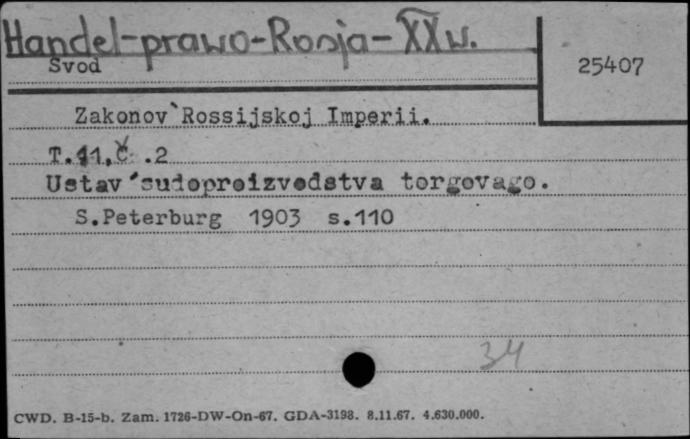 Handel-prawo-Rosja-XXw.
Svod
25407
Zakonov`Rossijskoj Imperii.
T.11,č .2
Ustav´sudoproizvodstva torgovago.
S.Peterburg 1903 s.110
34
CWD. B-15-b. Zam. 1726-DW-On-67. GDA-3198. 8.11.67. 4.630.000.